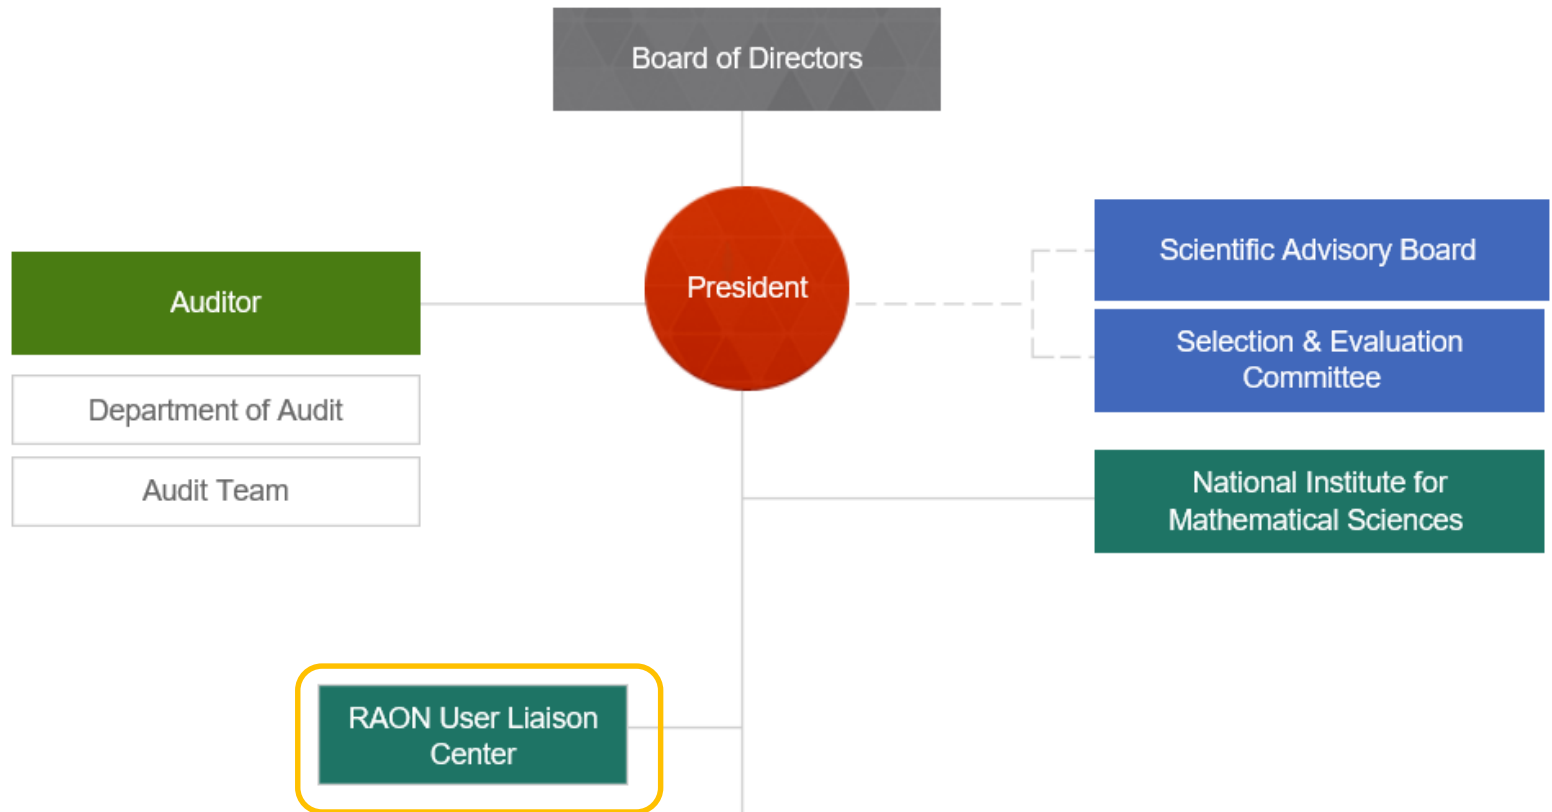 Board of Directors
President
Scientific Advisory Board
Selection & Evaluation
Committee
Auditor
Department of Audit
Audit Team
National Institute for
Mathematical Sciences
RAON User Liaison
Center